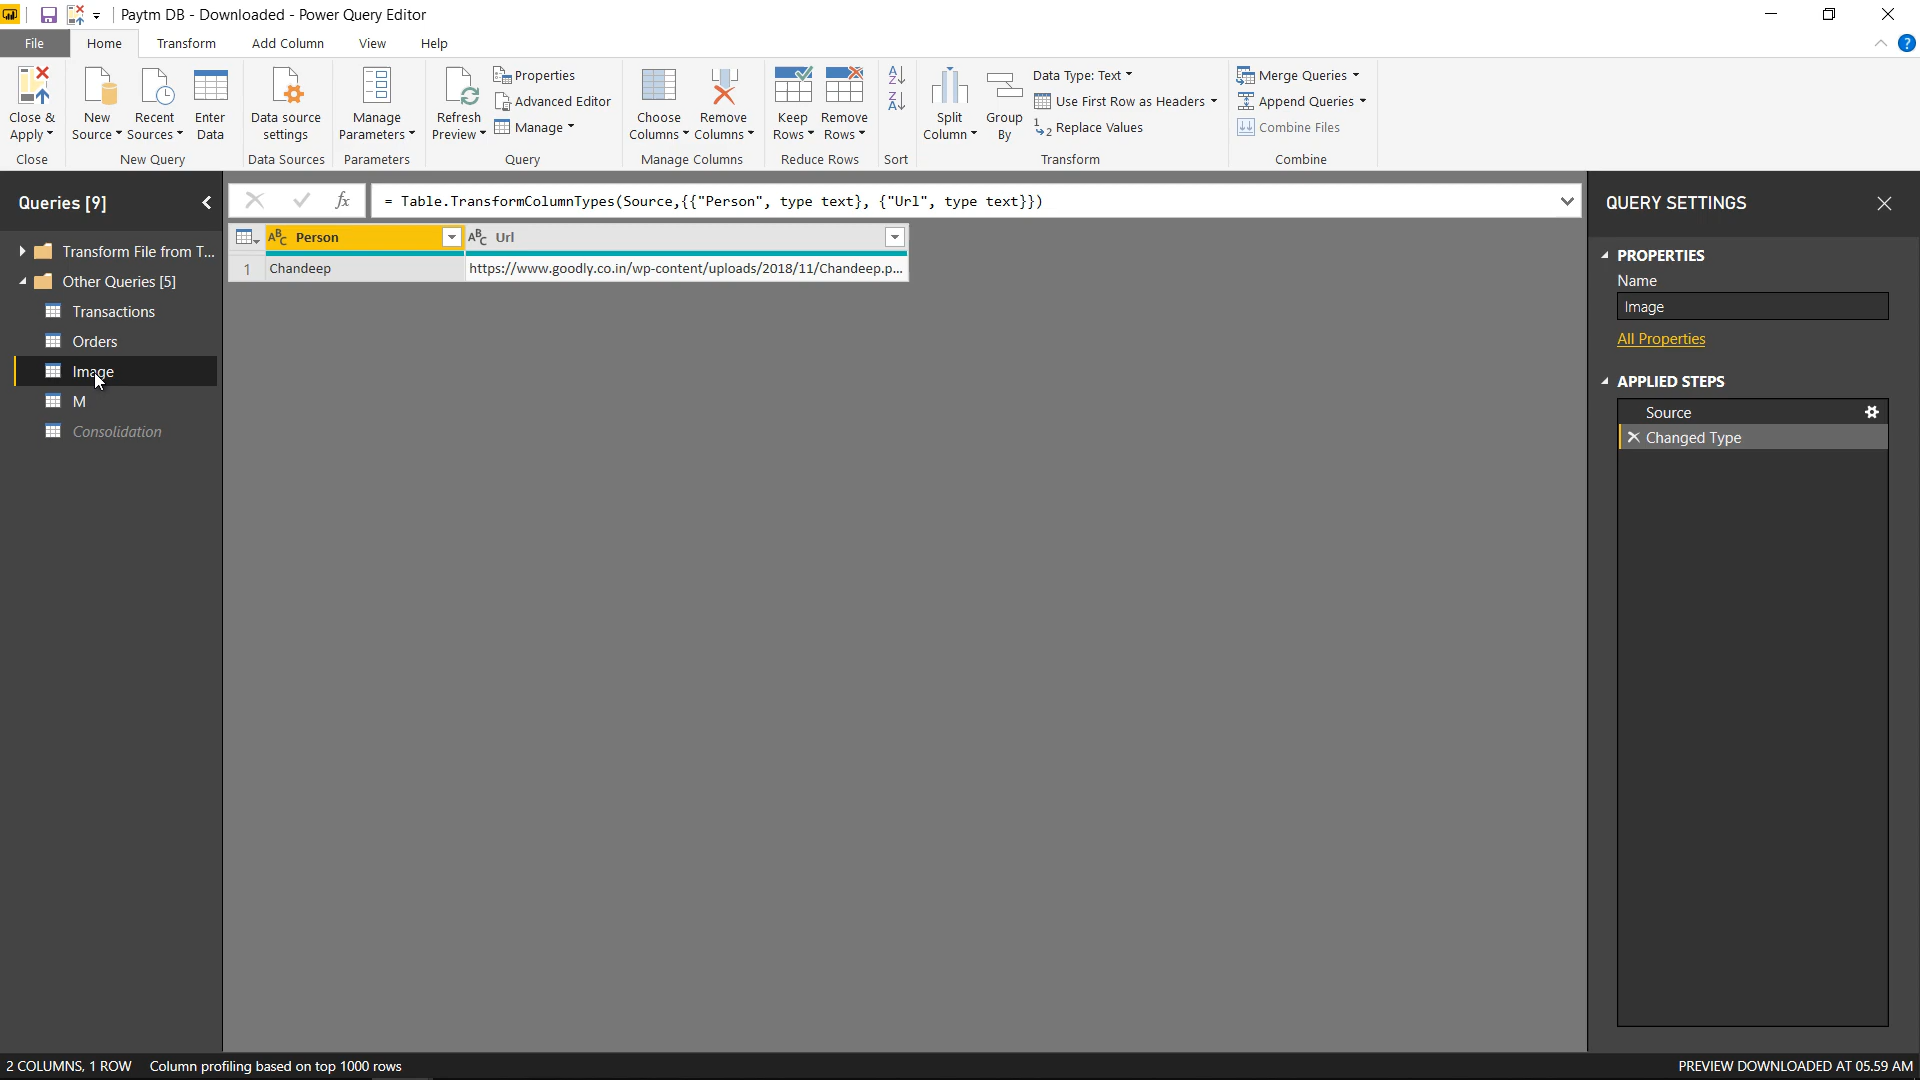 Paytm DB - Downloaded - Power Query Editor
File Home Transform Add Column View Help
Close & Apply
New Source
Recent Sources
Enter Data
Data source settings
Manage Parameters
Refresh Preview
Properties
Advanced Editor
Manage
Choose Columns
Remove Columns
Keep Rows
Remove Rows
Split Column
Group By
Data Type: Text
Use First Row as Headers
1 2 Replace Values
Merge Queries
Append Queries
Combine Files
Close New Query Data Sources Parameters Query Manage Columns Reduce Rows Sort Transform Combine
Queries [9]
Transform File from T...
Other Queries [5]
Transactions
Orders
Image
M
Consolidation
fx = Table.TransformColumnTypes(Source,{{"Person", type text}, {"Url", type text}})
ABC Person ABC Url
1 Chandeep https://www.goodly.co.in/wp-content/uploads/2018/11/Chandeep.p...
QUERY SETTINGS
PROPERTIES
Name
Image
All Properties
APPLIED STEPS
Source
Changed Type
2 COLUMNS, 1 ROW Column profiling based on top 1000 rows PREVIEW DOWNLOADED AT 05.59 AM